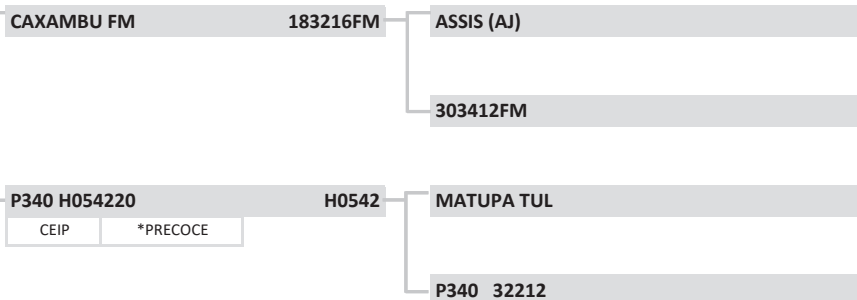 CAXAMBU FM 183216FM ASSIS (AJ)
303412FM
P340 H054220 H0542 MATUPA TUL
CEIP *PRECOCE
P340 32212